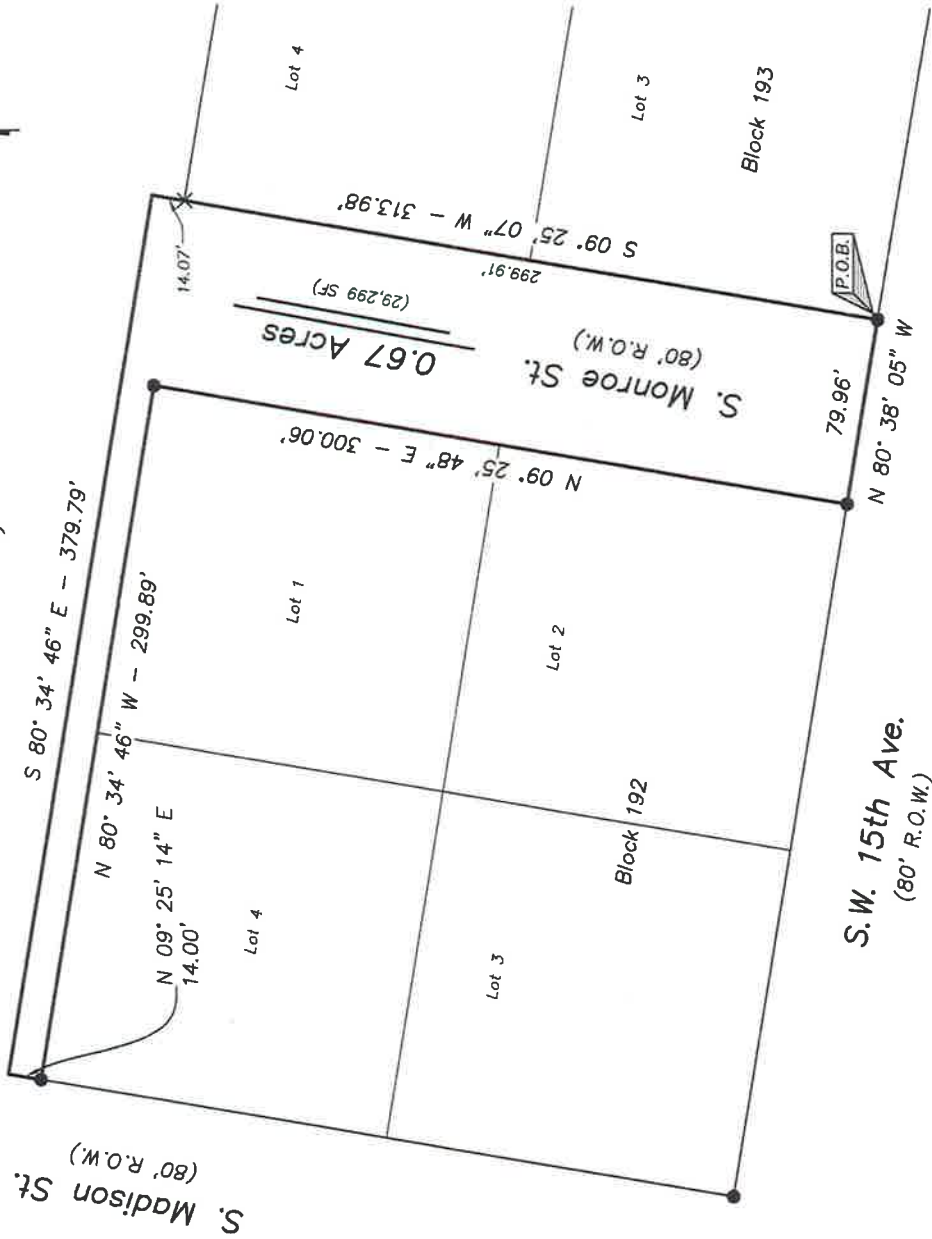 S 80° 34' 46" E – 379.79'
N 80° 34' 46" W – 299.89'
N 09° 25' 14" E
14.00'
14.07'
S 09° 25' 07" W – 313.98'
299.91'
0.67 Acres
(29,299 SF)
S. Monroe St.
(80' R.O.W.)
N 09° 25' 48" E – 300.06'
P.O.B.
79.96'
N 80° 38' 05" W
Lot 4
Lot 3
Block 193
Lot 1
Lot 2
Lot 4
Lot 3
Block 192
S. Madison St.
(80' R.O.W.)
S.W. 15th Ave.
(80' R.O.W.)